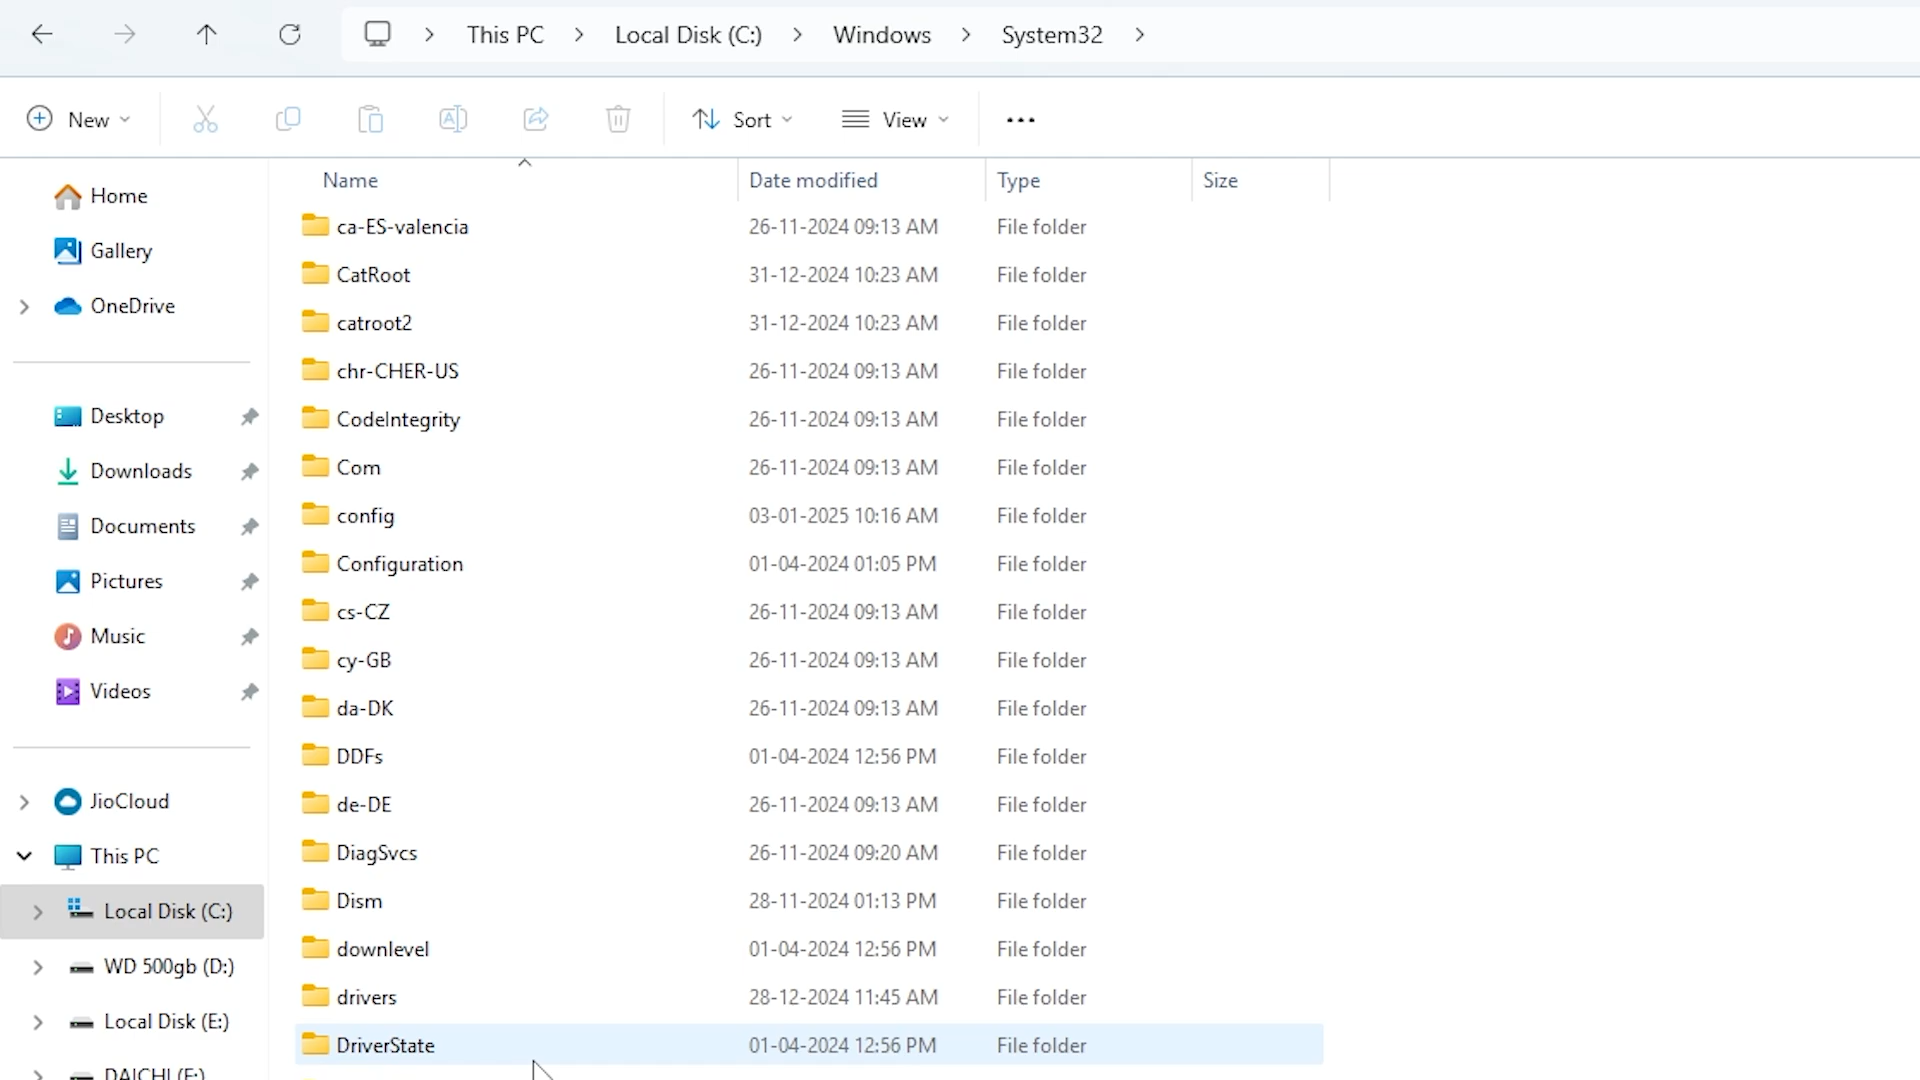 This PC > Local Disk (C:) > Windows > System32 >
New Sort View ...
Name Date modified Type Size
Home
Gallery
OneDrive
Desktop
Downloads
Documents
Pictures
Music
Videos
JioCloud
This PC
Local Disk (C:)
WD 500gb (D:)
Local Disk (E:)
DAICHI (F:)
ca-ES-valencia 26-11-2024 09:13 AM File folder
CatRoot 31-12-2024 10:23 AM File folder
catroot2 31-12-2024 10:23 AM File folder
chr-CHER-US 26-11-2024 09:13 AM File folder
CodeIntegrity 26-11-2024 09:13 AM File folder
Com 26-11-2024 09:13 AM File folder
config 03-01-2025 10:16 AM File folder
Configuration 01-04-2024 01:05 PM File folder
cs-CZ 26-11-2024 09:13 AM File folder
cy-GB 26-11-2024 09:13 AM File folder
da-DK 26-11-2024 09:13 AM File folder
DDFs 01-04-2024 12:56 PM File folder
de-DE 26-11-2024 09:13 AM File folder
DiagSvcs 26-11-2024 09:20 AM File folder
Dism 28-11-2024 01:13 PM File folder
downlevel 01-04-2024 12:56 PM File folder
drivers 28-12-2024 11:45 AM File folder
DriverState 01-04-2024 12:56 PM File folder